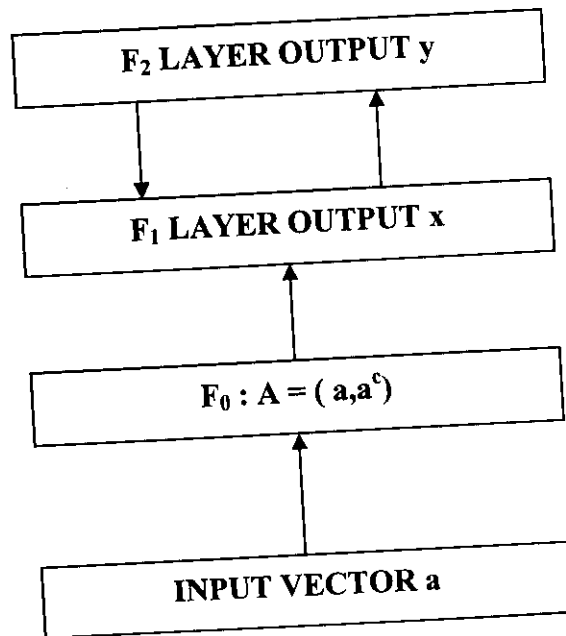 F₂ LAYER OUTPUT y
F₁ LAYER OUTPUT x
F₀ : A = ( a,aᶜ)
INPUT VECTOR a